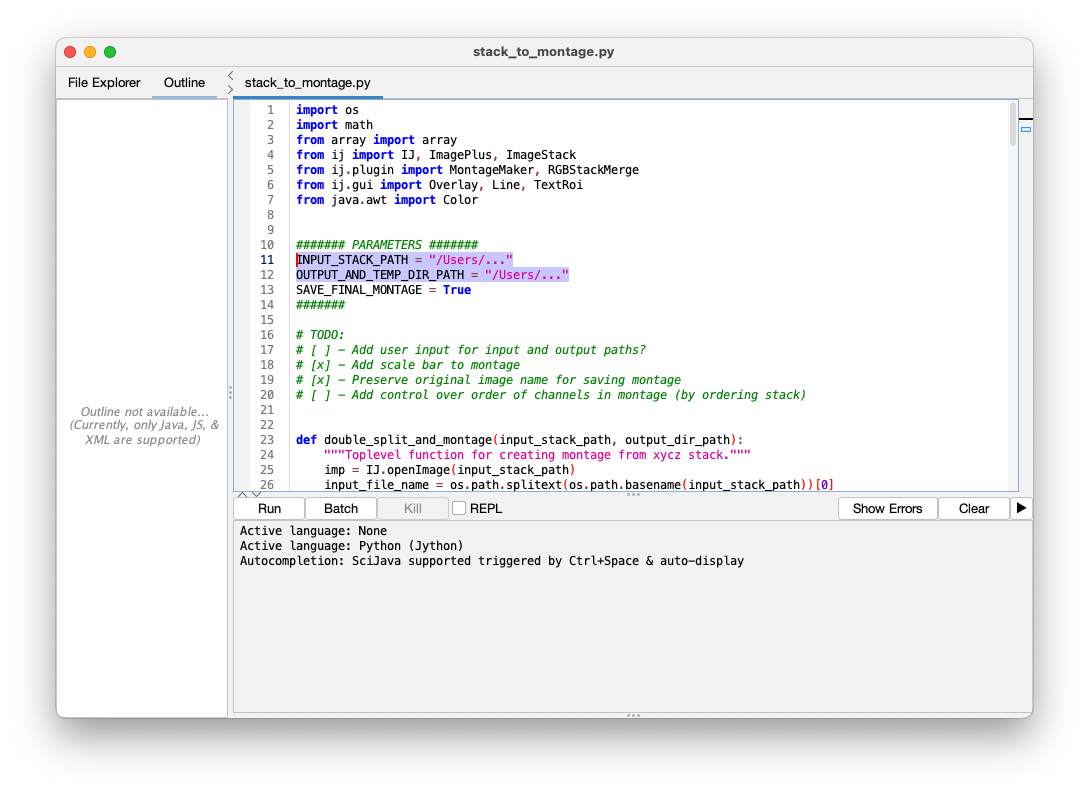 stack_to_montage.py
File Explorer Outline stack_to_montage.py
1 import os
2 import math
3 from array import array
4 from ij import IJ, ImagePlus, ImageStack
5 from ij.plugin import MontageMaker, RGBStackMerge
6 from ij.gui import Overlay, Line, TextRoi
7 from java.awt import Color
8
9
10 ####### PARAMETERS #######
11 INPUT_STACK_PATH = "/Users/..."
12 OUTPUT_AND_TEMP_DIR_PATH = "/Users/..."
13 SAVE_FINAL_MONTAGE = True
14 #######
15
16 # TODO:
17 # [ ] – Add user input for input and output paths?
18 # [x] – Add scale bar to montage
19 # [x] – Preserve original image name for saving montage
20 # [ ] – Add control over order of channels in montage (by ordering stack)
21
22
23 def double_split_and_montage(input_stack_path, output_dir_path):
24 """Toplevel function for creating montage from xycz stack."""
25 imp = IJ.openImage(input_stack_path)
26 input_file_name = os.path.splitext(os.path.basename(input_stack_path))[0]
Outline not available...
(Currently, only Java, JS, &
XML are supported)
Run Batch Kill REPL Show Errors Clear
Active language: None
Active language: Python (Jython)
Autocompletion: SciJava supported triggered by Ctrl+Space & auto–display